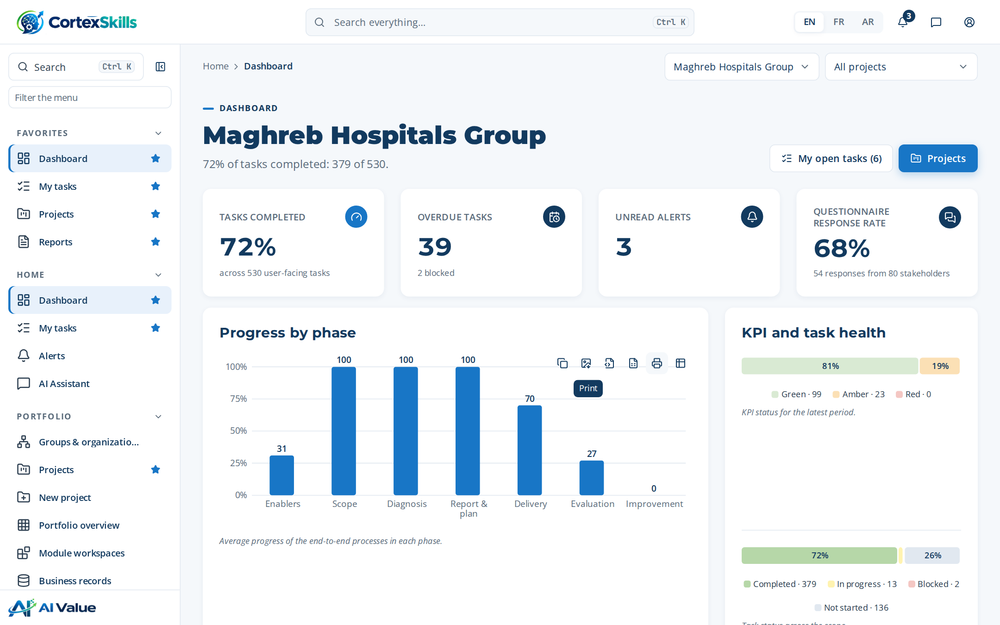 CortexSkills
Search everything...
Ctrl K
EN FR AR
3
Search
Ctrl K
Filter the menu
FAVORITES
Dashboard
My tasks
Projects
Reports
HOME
Dashboard
My tasks
Alerts
AI Assistant
PORTFOLIO
Groups & organizatio...
Projects
New project
Portfolio overview
Module workspaces
Business records
AI Value
Home > Dashboard
Maghreb Hospitals Group
All projects
DASHBOARD
Maghreb Hospitals Group
72% of tasks completed: 379 of 530.
My open tasks (6)
Projects
TASKS COMPLETED
72%
across 530 user-facing tasks
OVERDUE TASKS
39
2 blocked
UNREAD ALERTS
3
QUESTIONNAIRE
RESPONSE RATE
68%
54 responses from 80 stakeholders
Progress by phase
100%
75%
50%
25%
0%
31
100
100
100
70
27
0
Print
Enablers
Scope
Diagnosis
Report &
plan
Delivery
Evaluation
Improvement
Average progress of the end-to-end processes in each phase.
KPI and task health
81%
19%
Green · 99
Amber · 23
Red · 0
KPI status for the latest period.
72%
26%
Completed · 379
In progress · 13
Blocked · 2
Not started · 136
Task status across the scope.